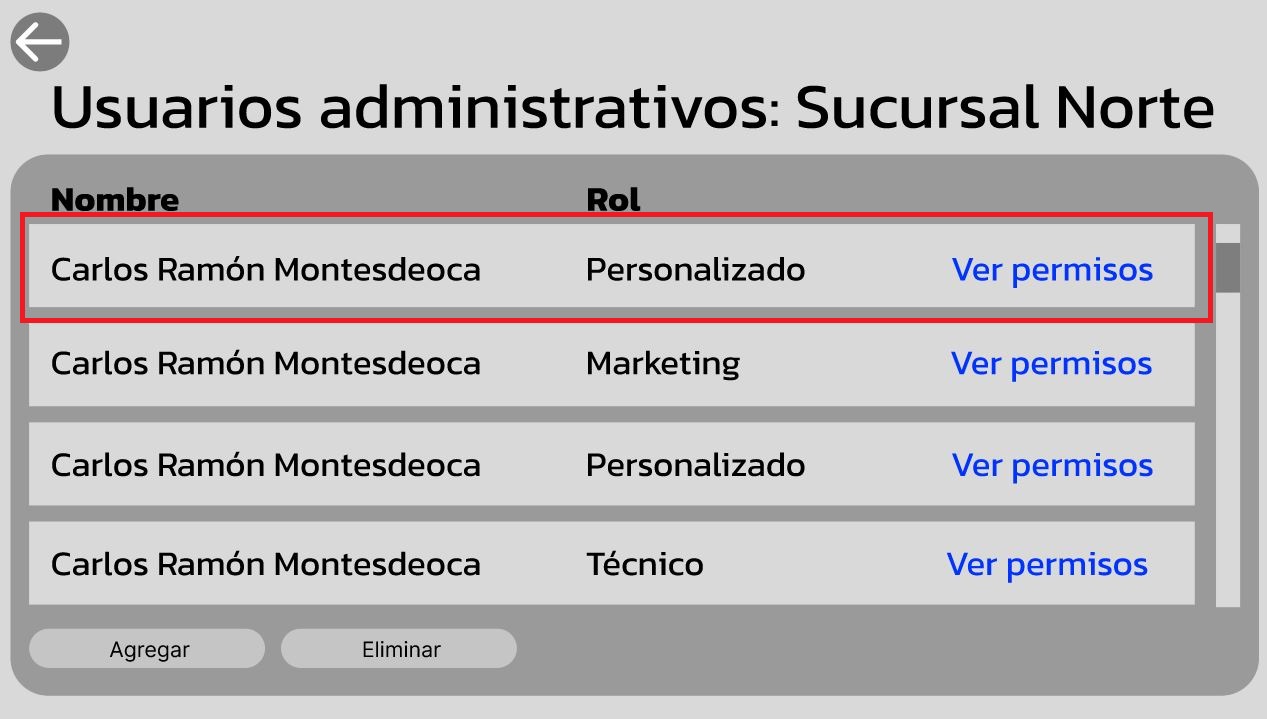 Usuarios administrativos: Sucursal Norte
Nombre Rol
Carlos Ramón Montesdeoca Personalizado Ver permisos
Carlos Ramón Montesdeoca Marketing Ver permisos
Carlos Ramón Montesdeoca Personalizado Ver permisos
Carlos Ramón Montesdeoca Técnico Ver permisos
Agregar Eliminar